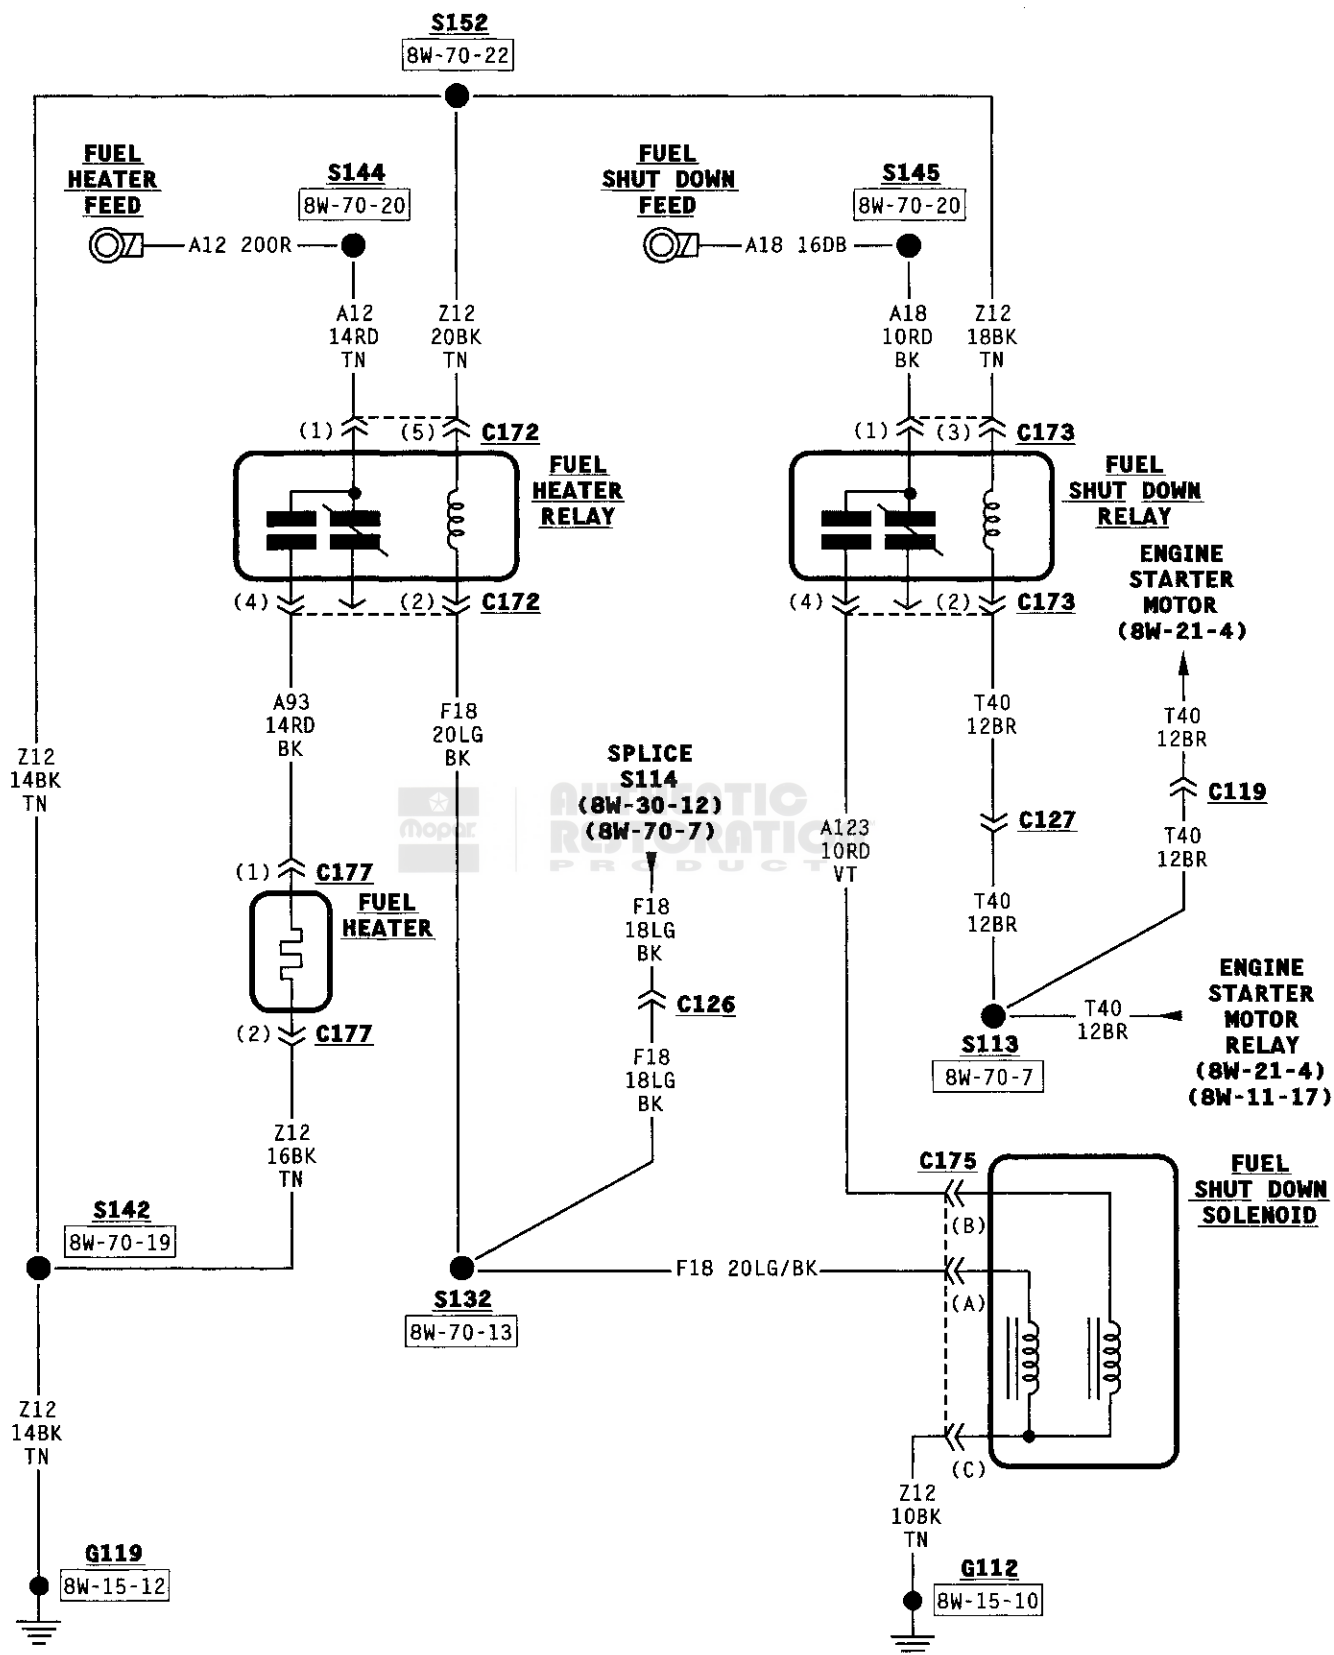 S152
8W-70-22
FUEL
HEATER
FEED
S144
8W-70-20
A12 200R
FUEL
SHUT DOWN
FEED
S145
8W-70-20
A18 16DB
A12
14RD
TN
Z12
20BK
TN
A18
10RD
BK
Z12
18BK
TN
(1)
(5)
C172
(1)
(3)
C173
FUEL
HEATER
RELAY
FUEL
SHUT DOWN
RELAY
(4)
(2)
C172
(4)
(2)
C173
ENGINE
STARTER
MOTOR
(8W-21-4)
A93
14RD
BK
F18
20LG
BK
T40
12BR
T40
12BR
Z12
14BK
TN
SPLICE
S114
(8W-30-12)
(8W-70-7)
Mopar
AUTHENTIC
RESTORATION
PRODUCT
A123
10RD
VT
C127
C119
T40
12BR
(1)
C177
FUEL
HEATER
F18
18LG
BK
T40
12BR
C126
(2)
C177
S113
8W-70-7
T40
12BR
ENGINE
STARTER
MOTOR
RELAY
(8W-21-4)
(8W-11-17)
F18
18LG
BK
Z12
16BK
TN
C175
FUEL
SHUT DOWN
SOLENOID
(B)
S142
8W-70-19
F18 20LG/BK
(A)
S132
8W-70-13
Z12
14BK
TN
(C)
Z12
10BK
TN
G119
8W-15-12
G112
8W-15-10